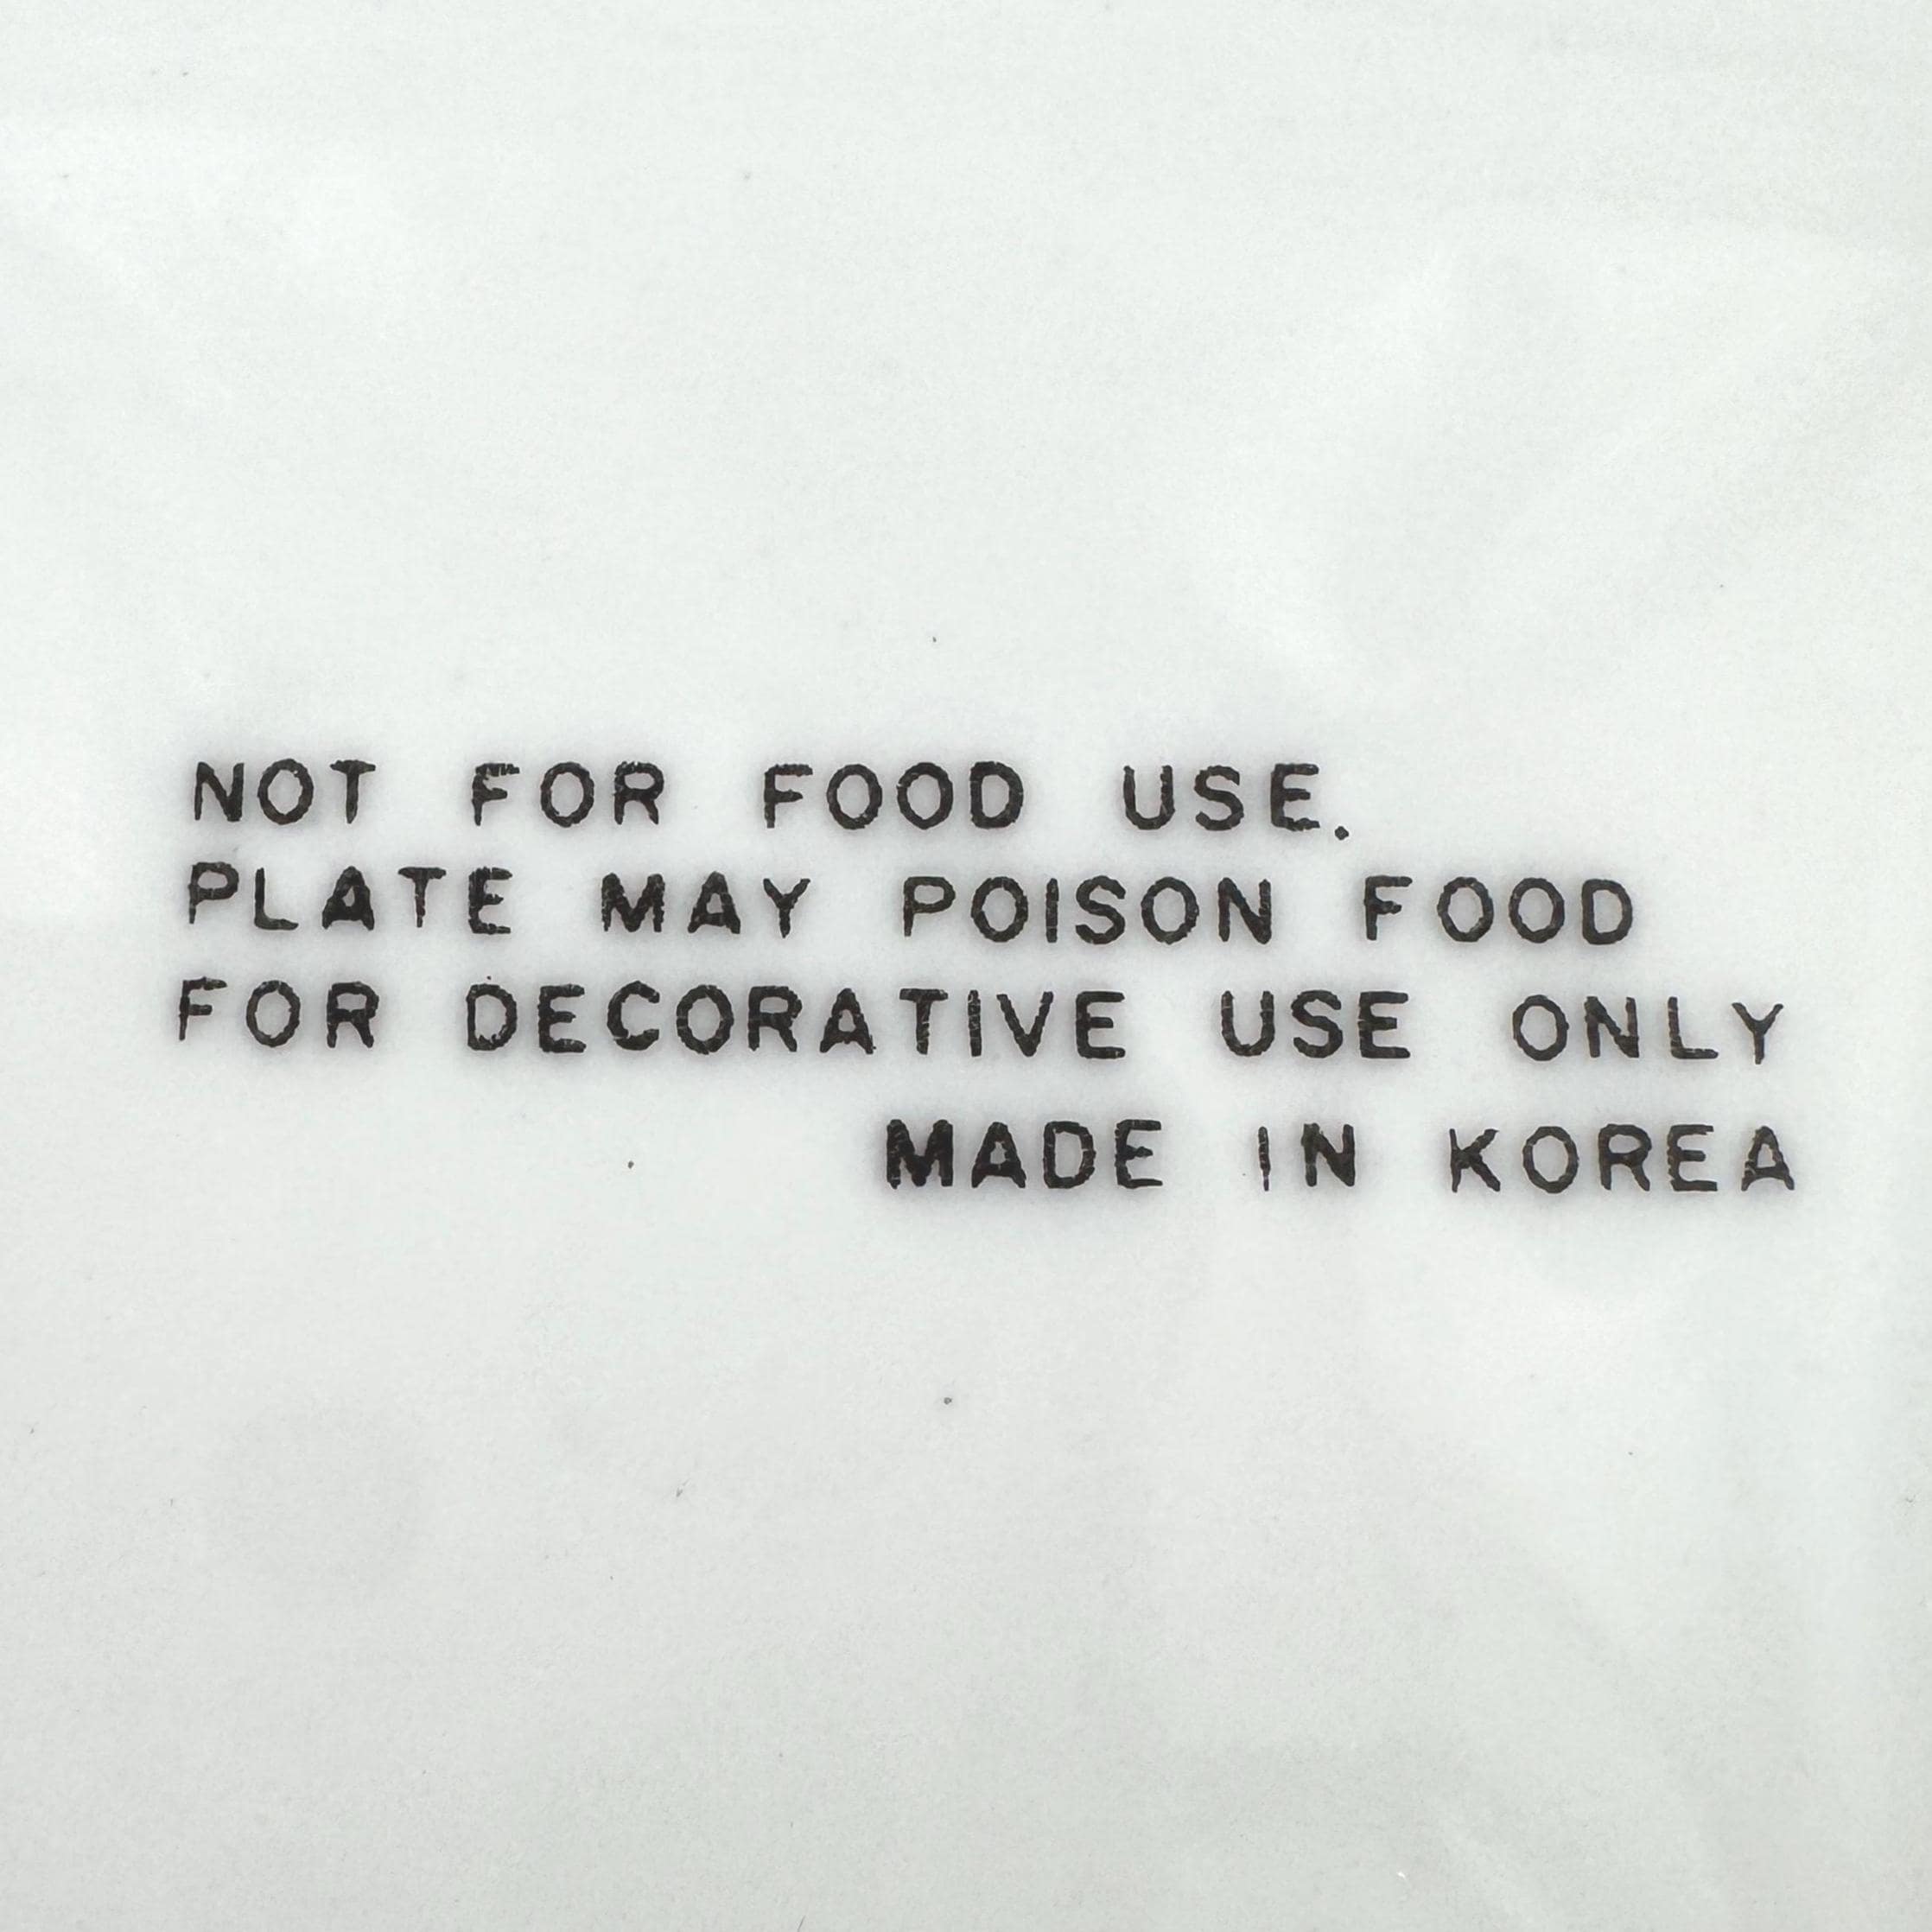 NOT FOR FOOD USE.
PLATE MAY POISON FOOD
FOR DECORATIVE USE ONLY
MADE IN KOREA